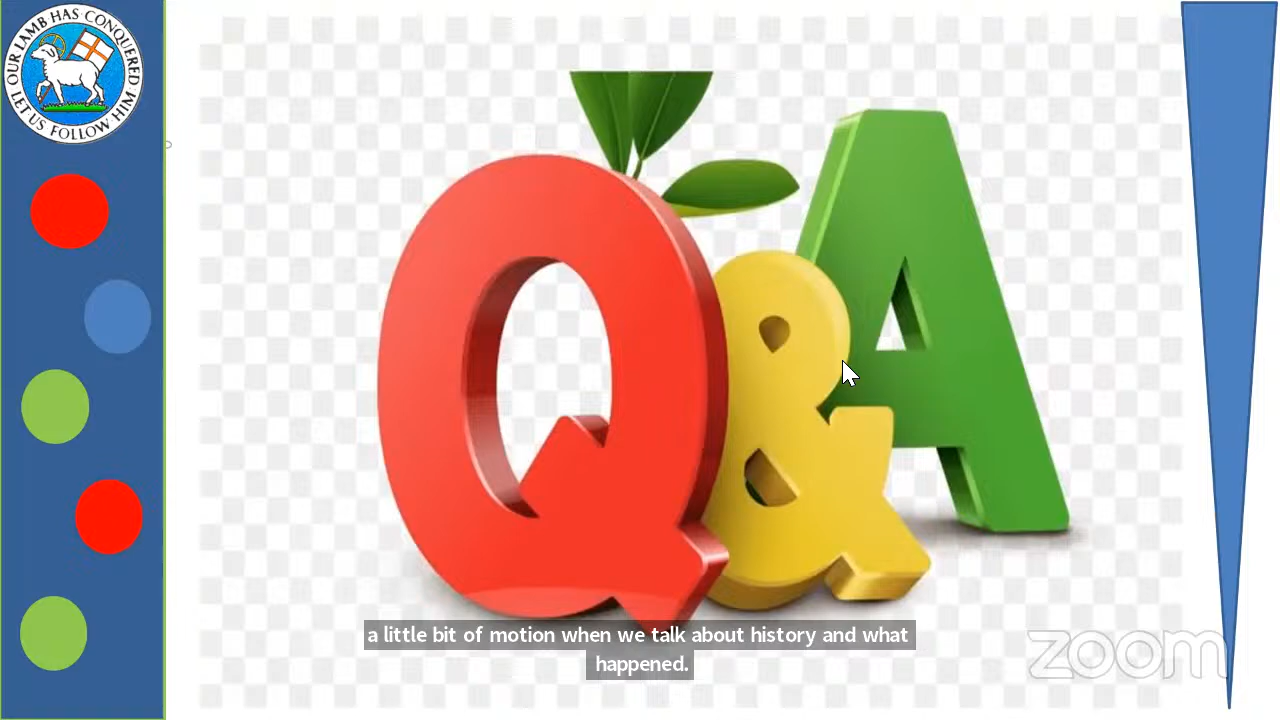 OUR LAMB HAS CONQUERED
LET US FOLLOW HIM
Q&A
a little bit of motion when we talk about history and what
happened.
zoom